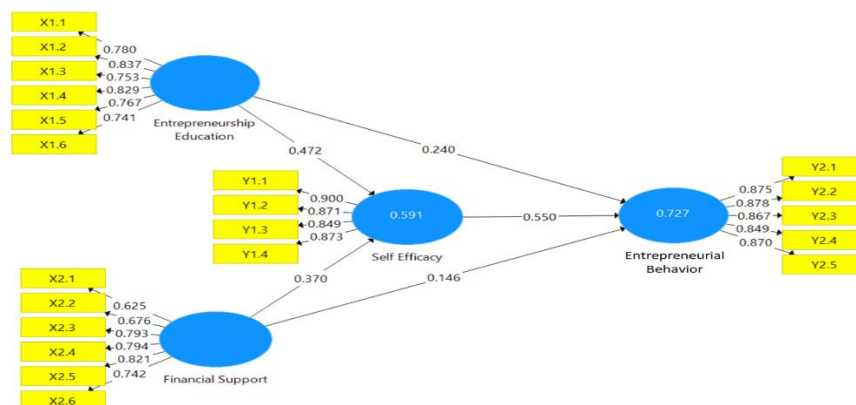 X1.1
X1.2
X1.3
X1.4
X1.5
X1.6
0.780
0.837
0.753
0.829
0.767
0.741
Entrepreneurship
Education
0.472
0.240
Y1.1
Y1.2
Y1.3
Y1.4
0.900
0.871
0.849
0.873
0.591
Self Efficacy
0.550
0.727
Entrepreneurial
Behavior
0.875
0.878
0.867
0.849
0.870
Y2.1
Y2.2
Y2.3
Y2.4
Y2.5
0.370
0.146
X2.1
X2.2
X2.3
X2.4
X2.5
X2.6
0.625
0.676
0.793
0.794
0.821
0.742
Financial Support